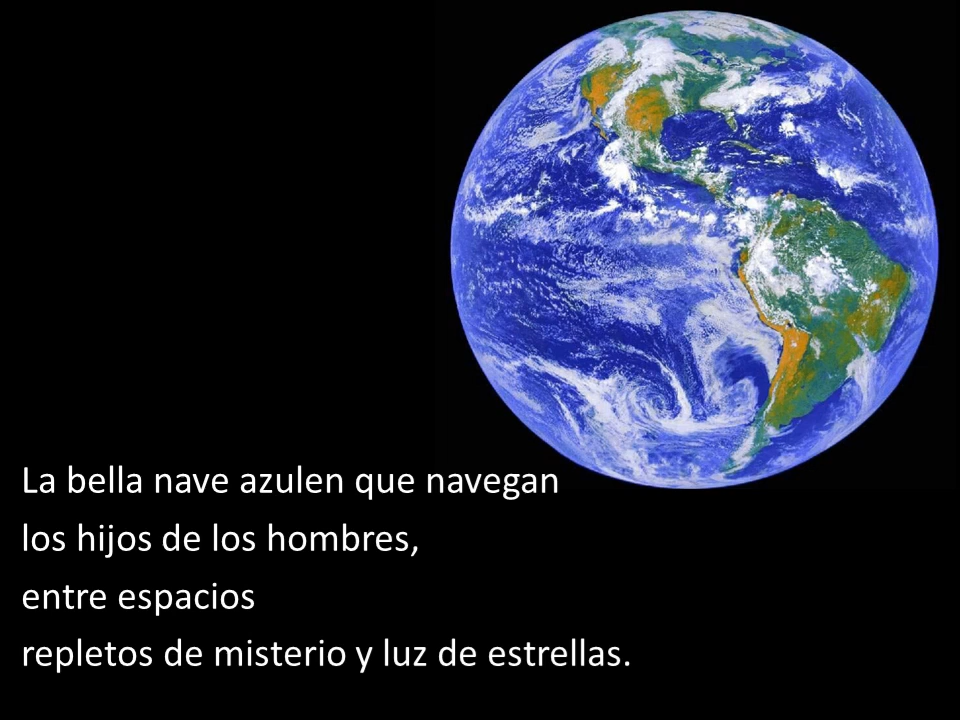 La bella nave azulen que navegan
los hijos de los hombres,
entre espacios
repletos de misterio y luz de estrellas.